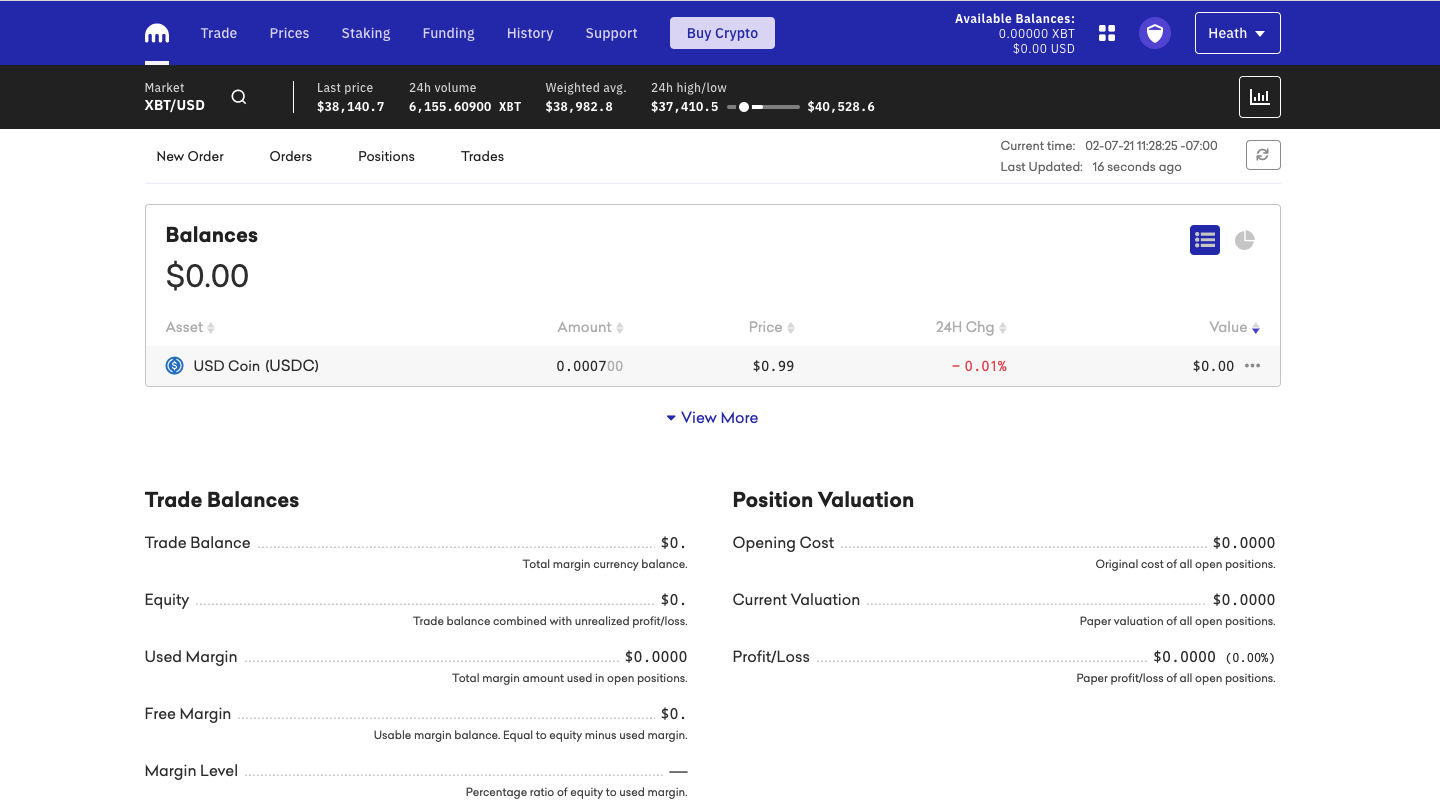 Trade Prices Staking Funding History Support Buy Crypto
Available Balances:
0.00000 XBT
$0.00 USD
Heath
Market
XBT/USD
Last price
$38,140.7
24h volume
6,155.60900 XBT
Weighted avg.
$38,982.8
24h high/low
$37,410.5 $40,528.6
New Order Orders Positions Trades
Current time: 02-07-21 11:28:25 -07:00
Last Updated: 16 seconds ago
Balances
$0.00
Asset Amount Price 24H Chg Value
USD Coin (USDC) 0.000700 $0.99 − 0.01% $0.00 •••
View More
Trade Balances
Trade Balance $0.
Total margin currency balance.
Equity $0.
Trade balance combined with unrealized profit/loss.
Used Margin $0.0000
Total margin amount used in open positions.
Free Margin $0.
Usable margin balance. Equal to equity minus used margin.
Margin Level —
Percentage ratio of equity to used margin.
Position Valuation
Opening Cost $0.0000
Original cost of all open positions.
Current Valuation $0.0000
Paper valuation of all open positions.
Profit/Loss $0.0000 (0.00%)
Paper profit/loss of all open positions.